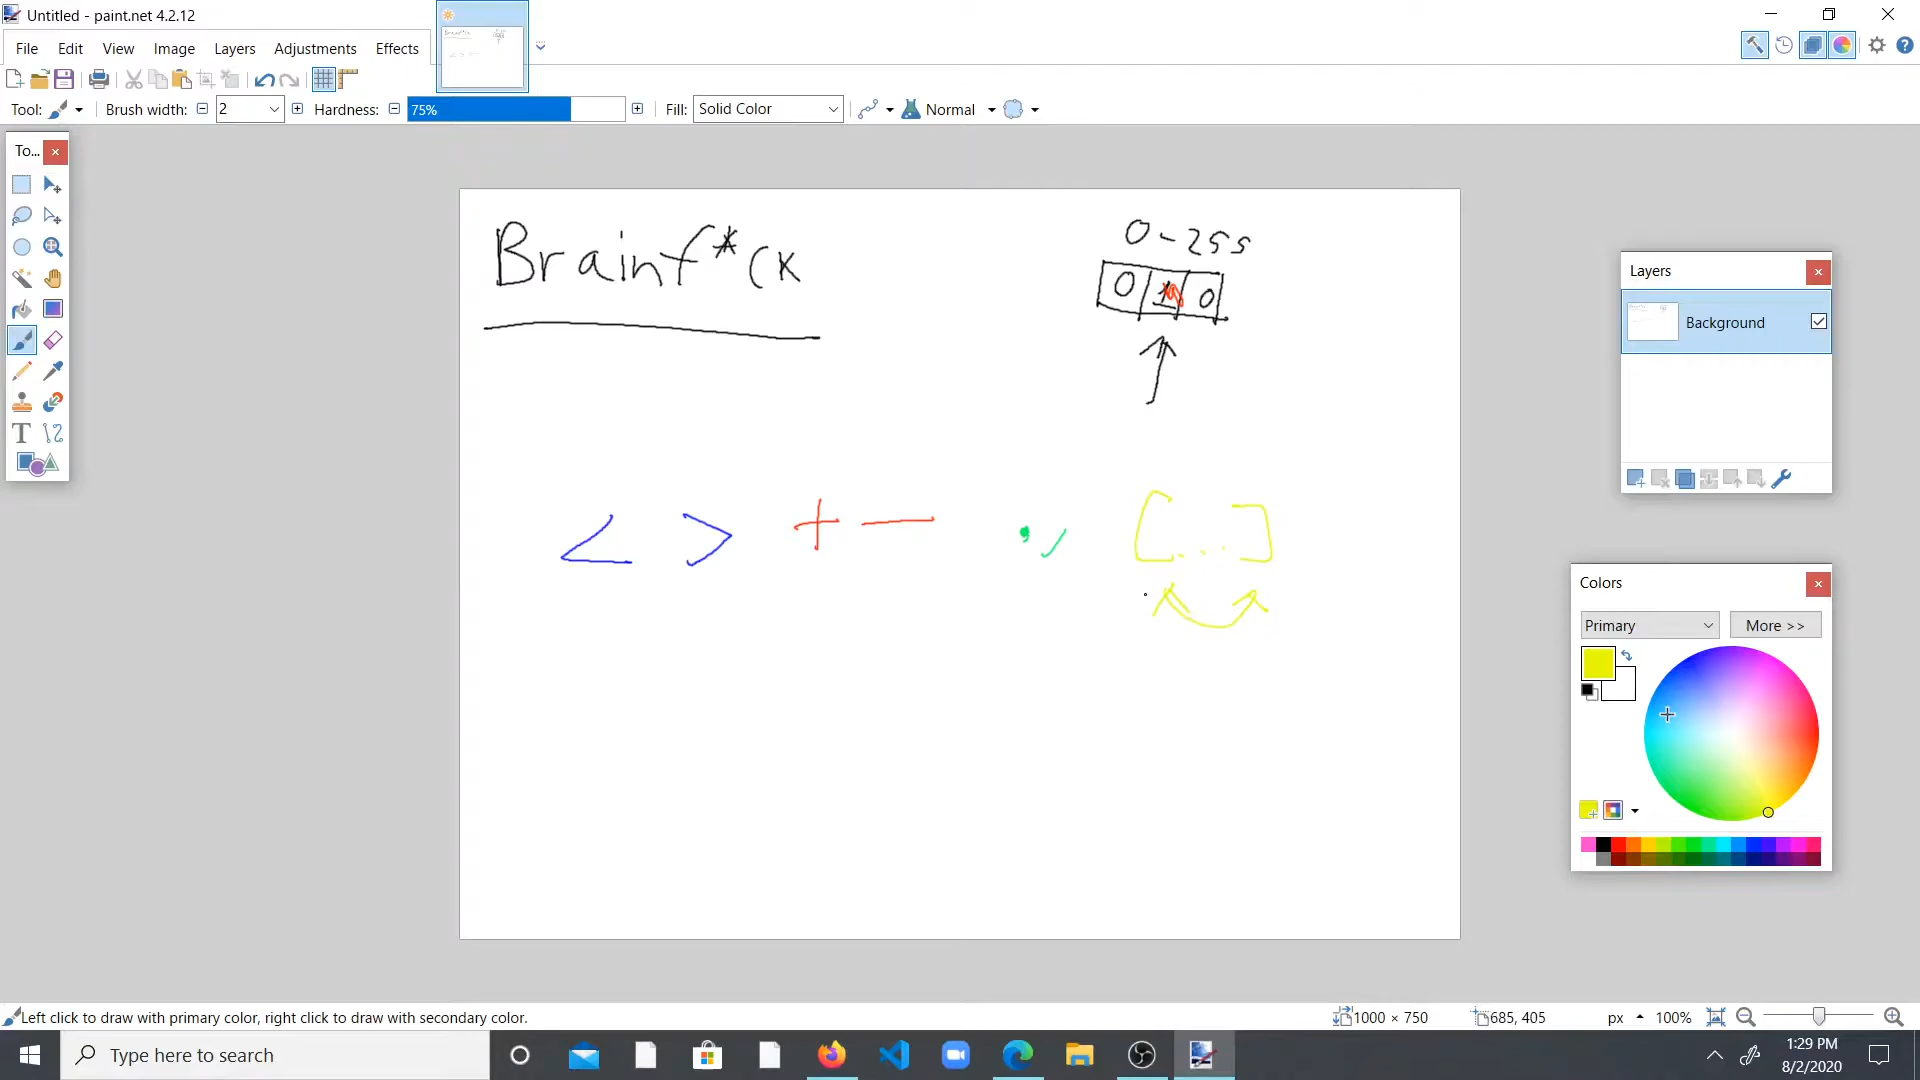 Untitled - paint.net 4.2.12
File Edit View Image Layers Adjustments Effects
Tool: Brush width: 2 Hardness: 75% Fill: Solid Color Normal
To...
Brainf*ck
0-255
0 0
< > + - . , [...]
Layers
Background
Colors
Primary More >>
Left click to draw with primary color, right click to draw with secondary color.
1000 × 750 685, 405 px 100%
Type here to search
1:29 PM
8/2/2020